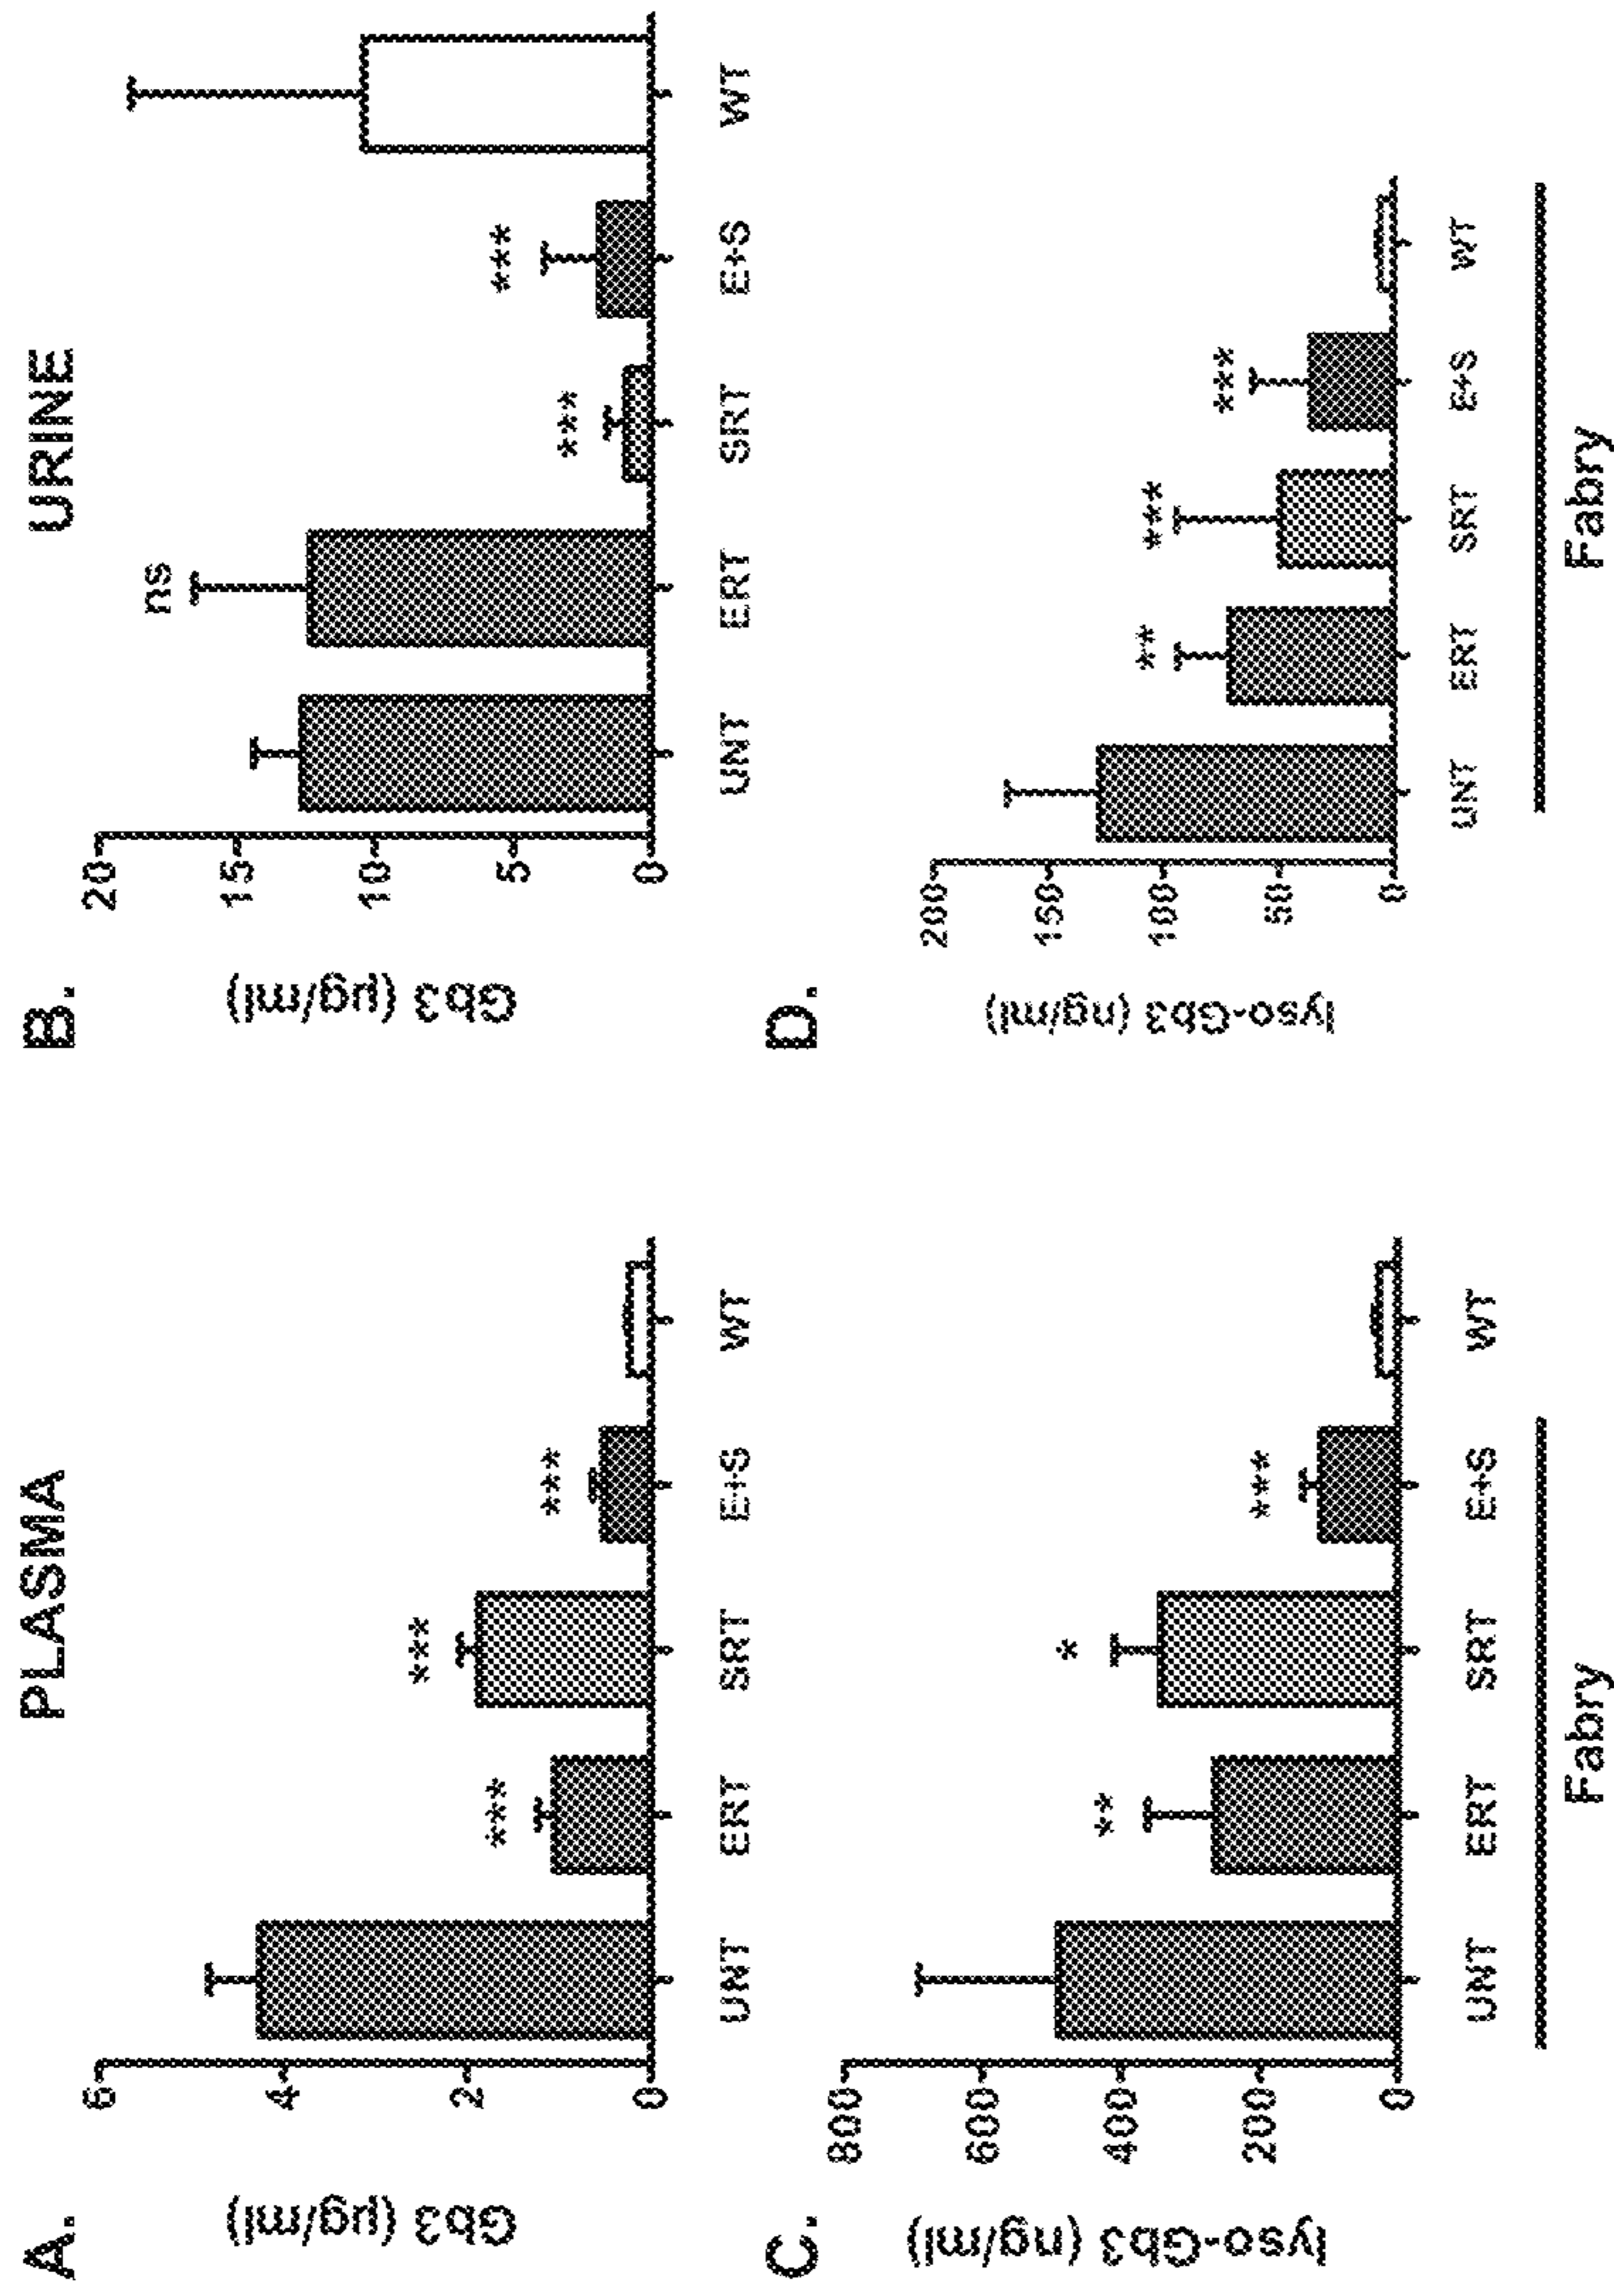 PLASMA
URINE
A.
Gb3 (µg/ml)
6
4
2
0
***
***
***
UNT ERT SRT E+S WT
B.
Gb3 (µg/ml)
20
15
10
5
0
ns
***
***
UNT ERT SRT E+S WT
C.
lyso-Gb3 (ng/ml)
800
600
400
200
0
**
*
***
UNT ERT SRT E+S WT
Fabry
D.
lyso-Gb3 (ng/ml)
200
150
100
50
0
**
***
***
UNT ERT SRT E+S WT
Fabry